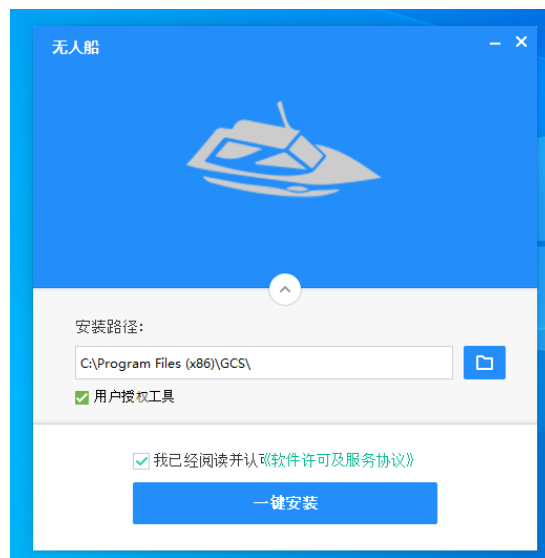 无人船
安装路径:
C:\Program Files (x86)\GCS\
用户授权工具
我已经阅读并认可《软件许可及服务协议》
一键安装